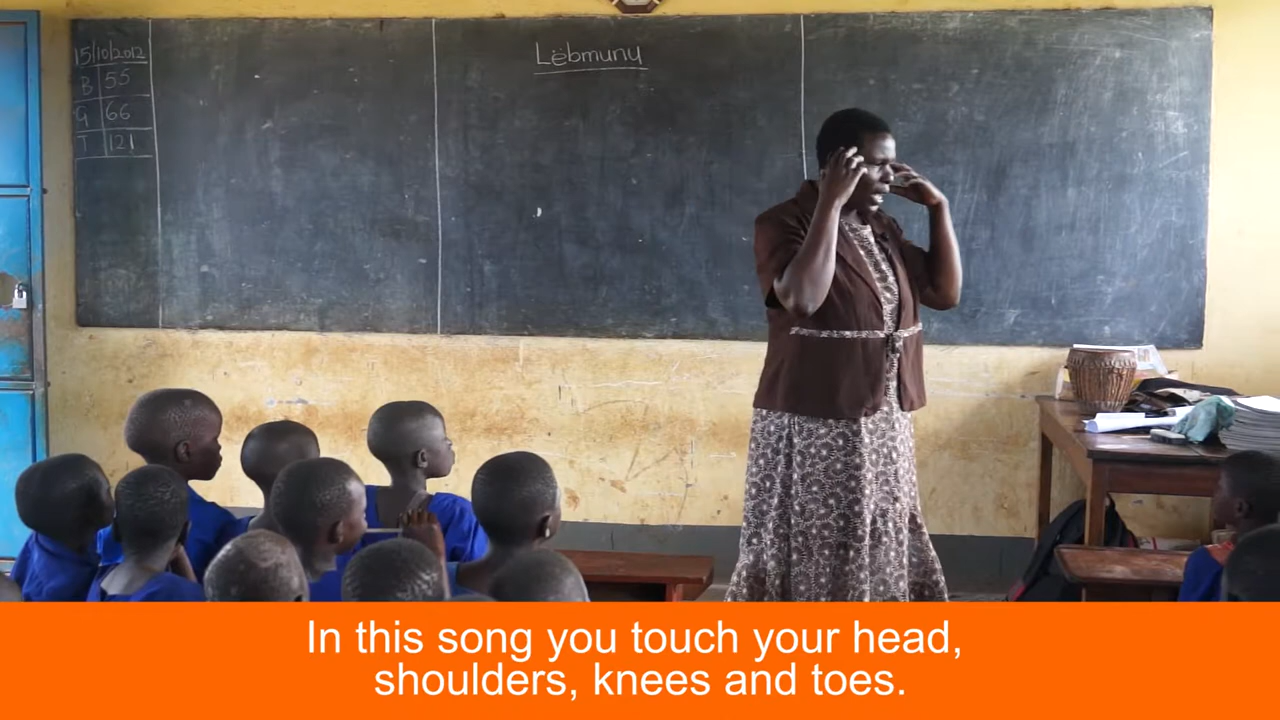 15/10/2012
B 55
G 66
T 121
Lëbmunu
In this song you touch your head,
shoulders, knees and toes.